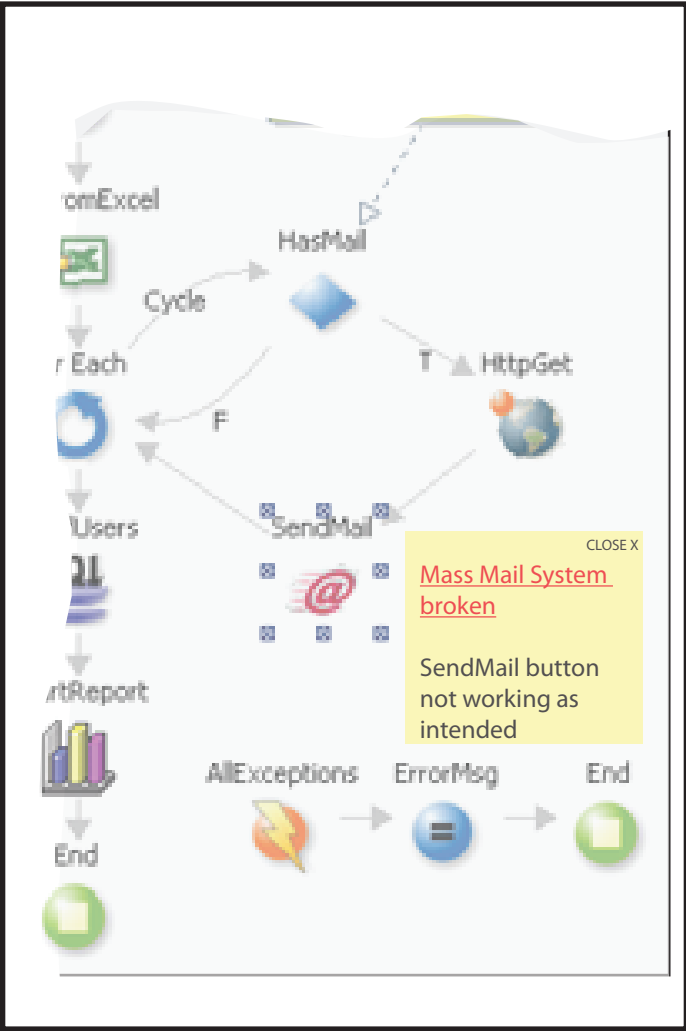 romExcel
HasMail
Cycle
r Each
T
HttpGet
F
Users
SendMail
CLOSE X
Mass Mail System
broken
SendMail button
not working as
intended
rtReport
AllExceptions
ErrorMsg
End
End